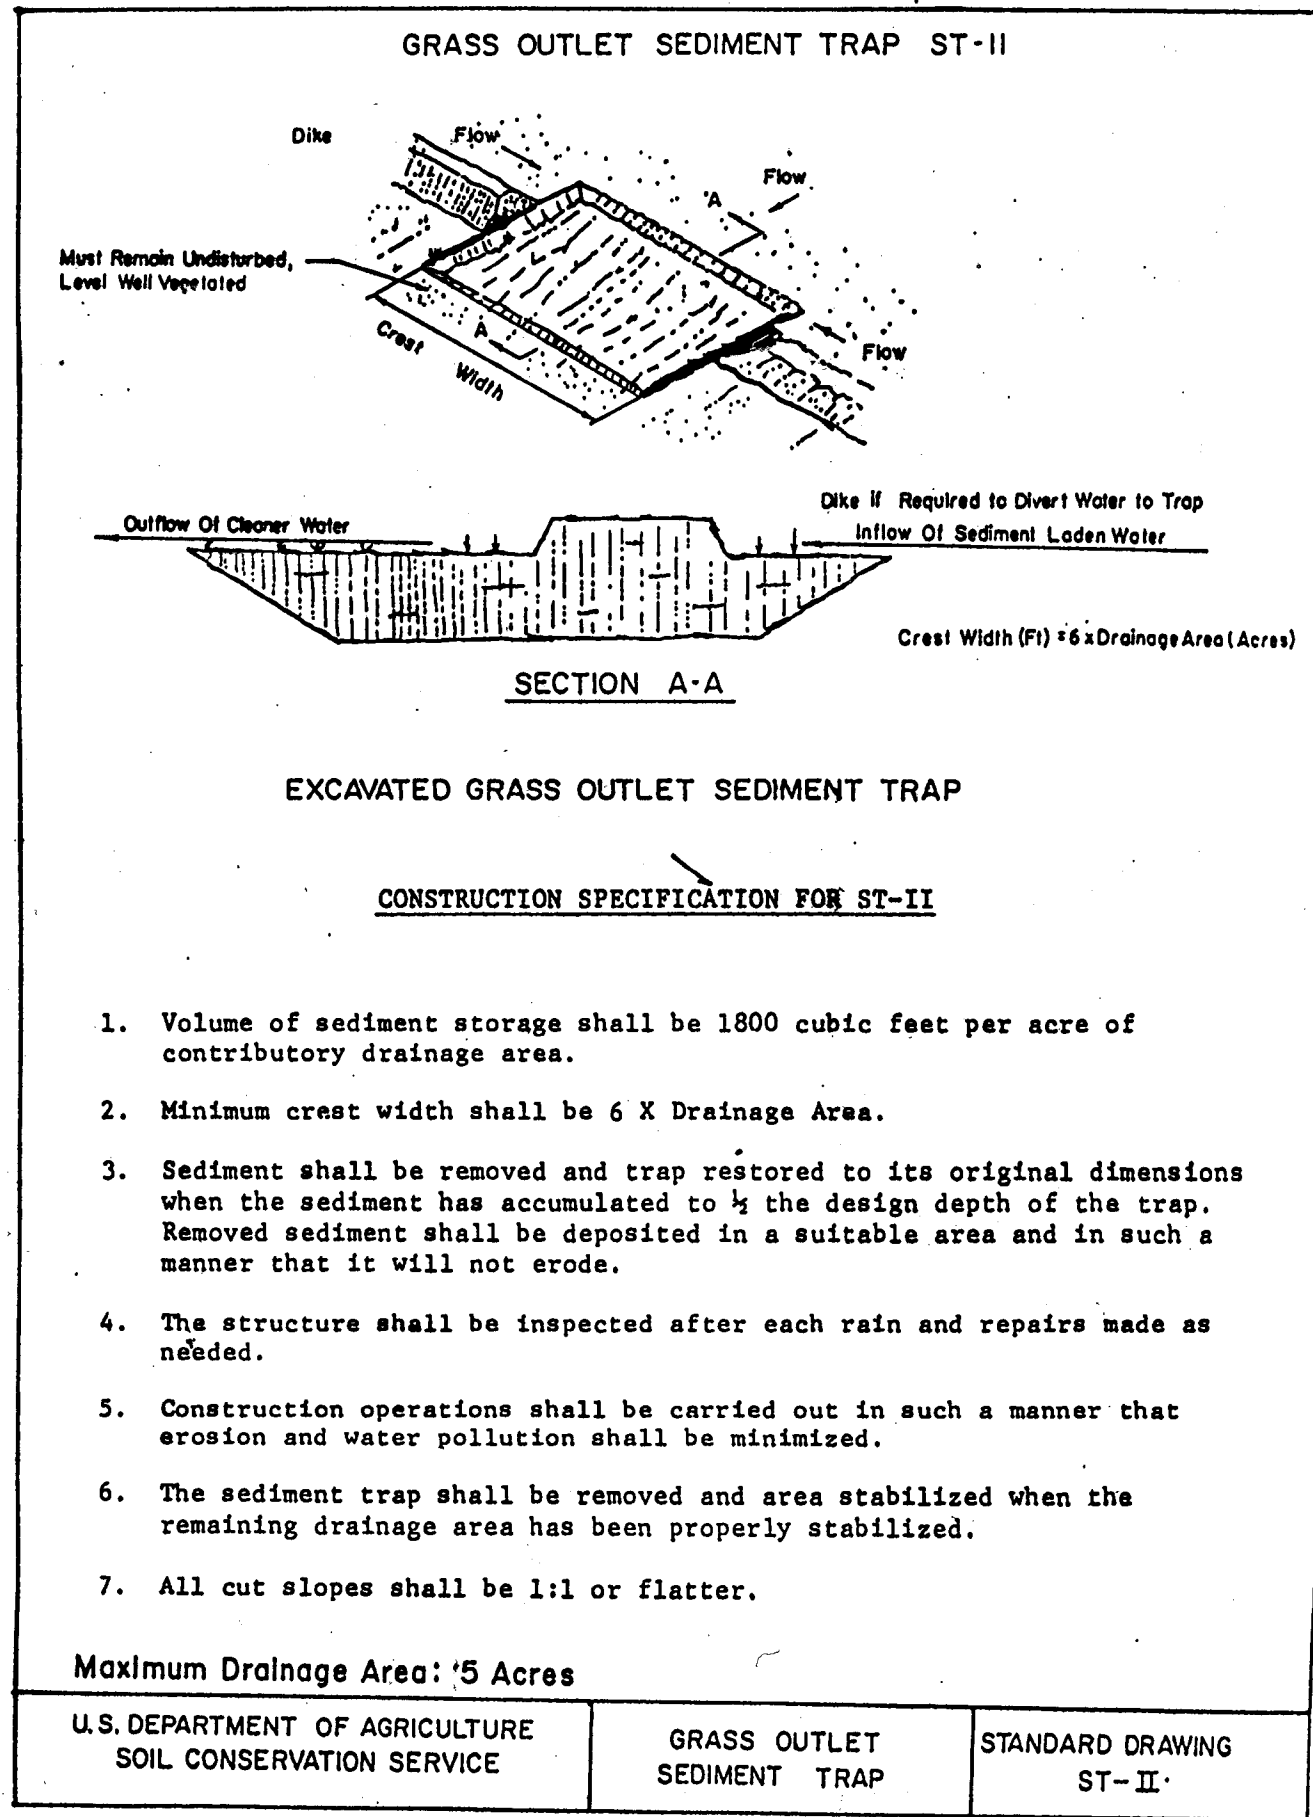 GRASS OUTLET SEDIMENT TRAP ST-II
Dike
Flow
Flow
A
Must Remain Undisturbed,
Level Well Vegetated
Flow
A
Crest
Width
Dike if Required to Divert Water to Trap
Outflow Of Cleaner Water
Inflow Of Sediment Laden Water
Crest Width (Ft) = 6 x Drainage Area (Acres)
SECTION A-A
EXCAVATED GRASS OUTLET SEDIMENT TRAP
CONSTRUCTION SPECIFICATION FOR ST-II
1. Volume of sediment storage shall be 1800 cubic feet per acre of
contributory drainage area.
2. Minimum crest width shall be 6 X Drainage Area.
3. Sediment shall be removed and trap restored to its original dimensions
when the sediment has accumulated to ½ the design depth of the trap.
Removed sediment shall be deposited in a suitable area and in such a
manner that it will not erode.
4. The structure shall be inspected after each rain and repairs made as
needed.
5. Construction operations shall be carried out in such a manner that
erosion and water pollution shall be minimized.
6. The sediment trap shall be removed and area stabilized when the
remaining drainage area has been properly stabilized.
7. All cut slopes shall be 1:1 or flatter.
Maximum Drainage Area: 5 Acres
U.S. DEPARTMENT OF AGRICULTURE
SOIL CONSERVATION SERVICE
GRASS OUTLET
SEDIMENT TRAP
STANDARD DRAWING
ST-II